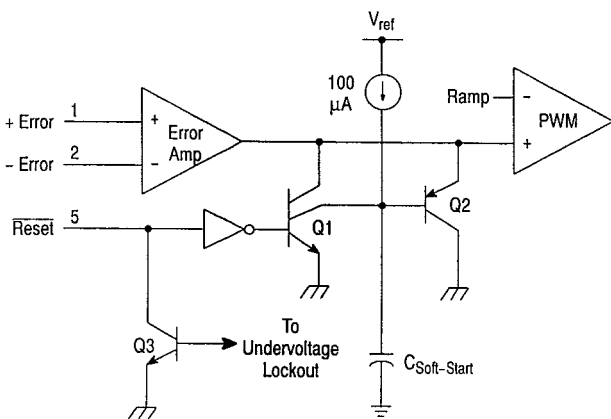 V_ref
100
μA
Ramp
−
PWM
+
+ Error 1
+
Error
Amp
− Error 2
−
Reset 5
Q1
Q2
Q3
To
Undervoltage
Lockout
C_Soft–Start